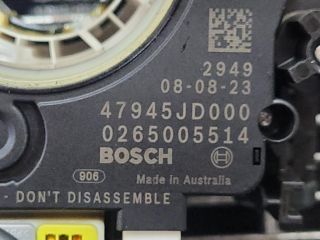 2949
08-08-23
47945JD000
0265005514
BOSCH
906 Made in Australia
- DON'T DISASSEMBLE